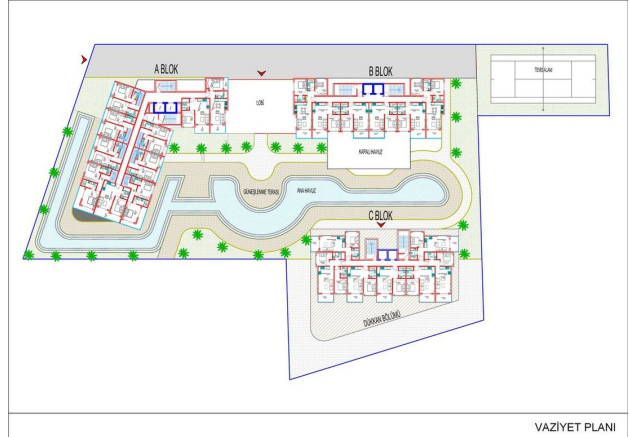 A BLOK
B BLOK
TENİS ALANI
LOBİ
KAPALI HAVUZ
GÜNEŞLENME TERASI
ANA HAVUZ
C BLOK
DÜKKAN BÖLÜMÜ
VAZİYET PLANI